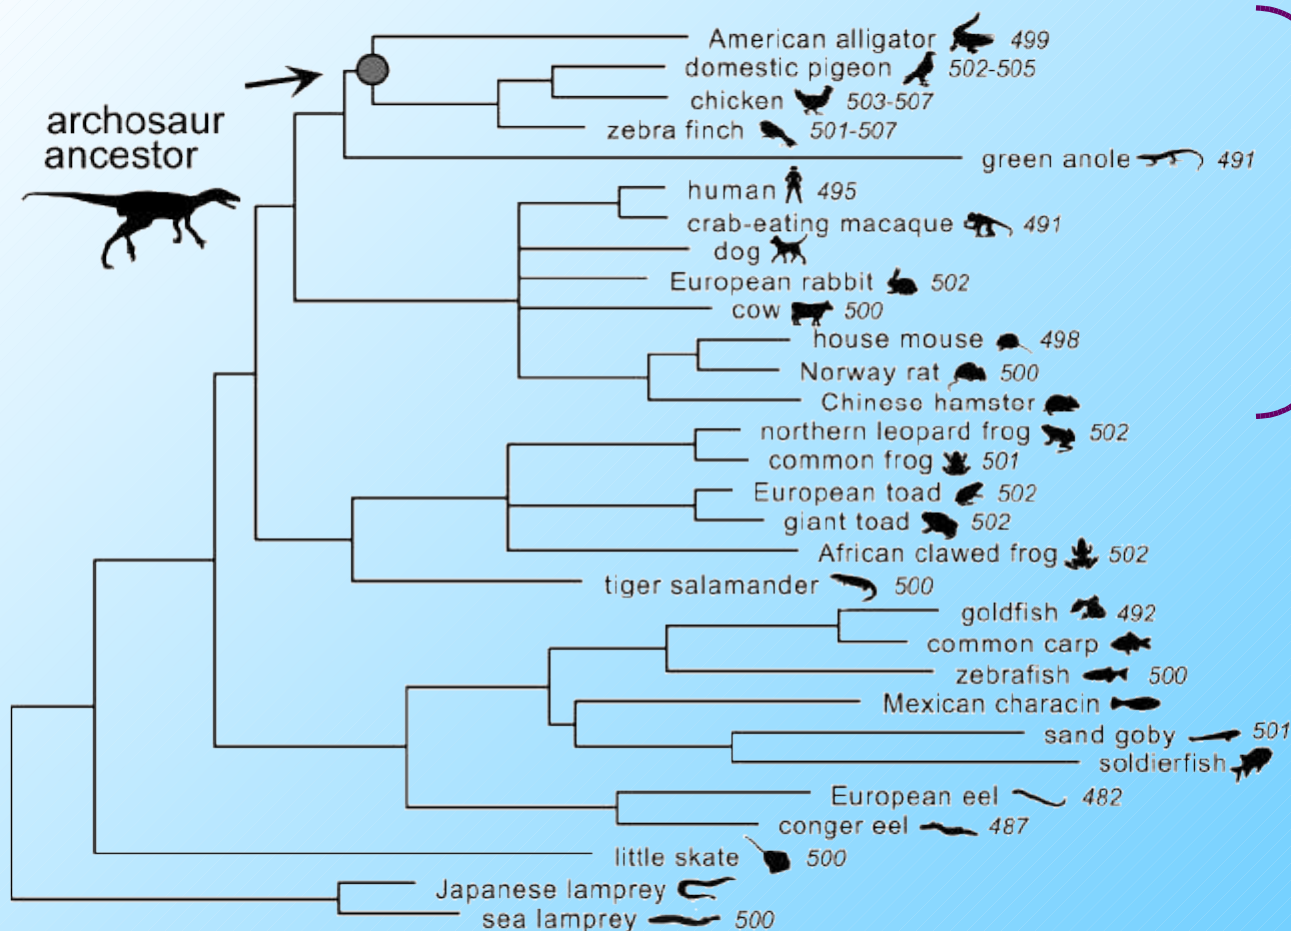 American alligator 499
domestic pigeon 502-505
archosaur
ancestor
chicken 503-507
zebra finch 501-507
green anole 491
human 495
crab-eating macaque 491
dog
European rabbit 502
cow 500
house mouse 498
Norway rat 500
Chinese hamster
northern leopard frog 502
common frog 501
European toad 502
giant toad 502
African clawed frog 502
tiger salamander 500
goldfish 492
common carp
zebrafish 500
Mexican characin
sand goby 501
soldierfish
European eel 482
conger eel 487
little skate 500
Japanese lamprey
sea lamprey 500